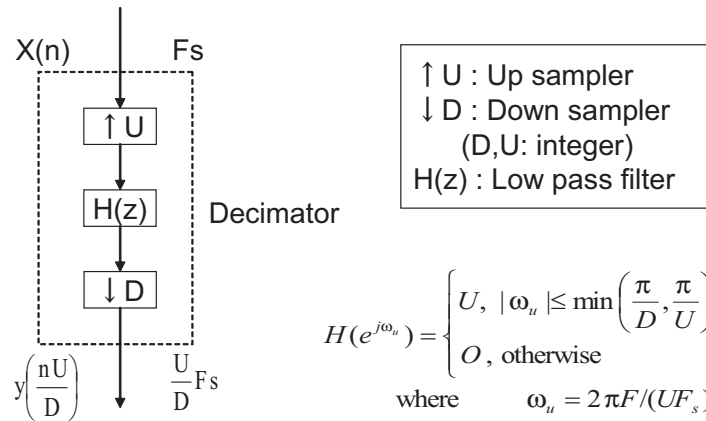 X(n) Fs
↑ U
H(z)
↓ D
Decimator
y(nU/D) U/D Fs
↑ U : Up sampler
↓ D : Down sampler
(D,U: integer)
H(z) : Low pass filter
H(e^{jω_u}) = { U, | ω_u |≤ min(π/D, π/U)
O, otherwise
where ω_u = 2πF/(UF_s)